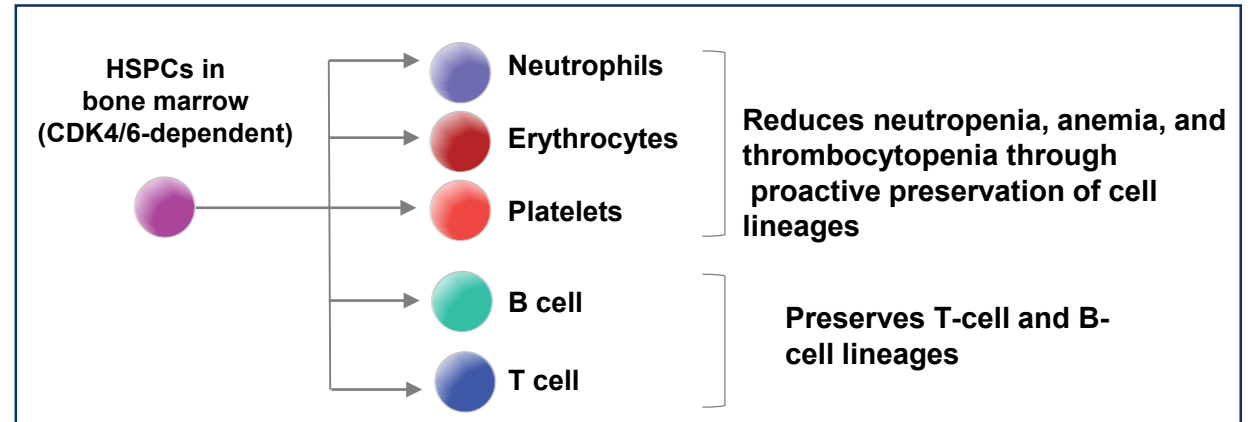 HSPCs in
bone marrow
(CDK4/6-dependent)
Neutrophils
Erythrocytes
Platelets
B cell
T cell
Reduces neutropenia, anemia, and
thrombocytopenia through
proactive preservation of cell
lineages
Preserves T-cell and B-
cell lineages